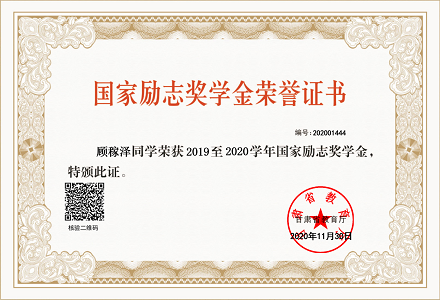 国家励志奖学金荣誉证书
编号: 202001444
顾稼泽同学荣获 2019 至 2020 学年国家励志奖学金，
特颁此证。
核验二维码
甘肃省教育厅
甘肃省教育厅
2020年11月30日